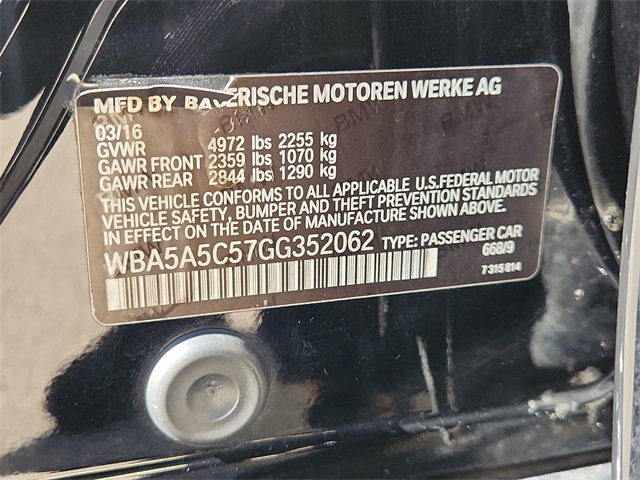 MFD BY BAYERISCHE MOTOREN WERKE AG
03/16
GVWR 4972 lbs 2255 kg
GAWR FRONT 2359 lbs 1070 kg
GAWR REAR 2844 lbs 1290 kg
THIS VEHICLE CONFORMS TO ALL APPLICABLE U.S.FEDERAL MOTOR
VEHICLE SAFETY, BUMPER AND THEFT PREVENTION STANDARDS
IN EFFECT ON THE DATE OF MANUFACTURE SHOWN ABOVE.
WBA5A5C57GG352062 TYPE: PASSENGER CAR
668/9
7315814